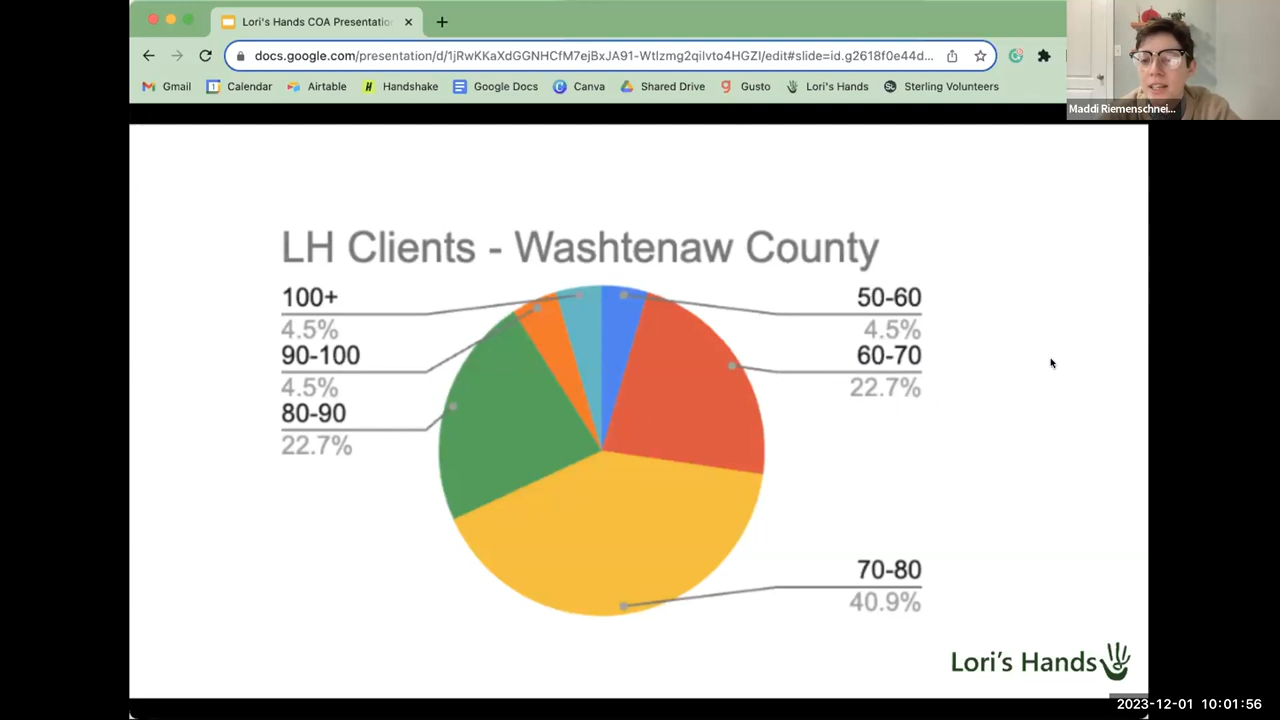 Lori's Hands COA Presentatio
docs.google.com/presentation/d/1jRwKKaXdGGNHCfM7ejBxJA91-WtIzmg2qilvto4HGZI/edit#slide=id.g2618f0e44d...
Gmail Calendar Airtable Handshake Google Docs Canva Shared Drive Gusto Lori's Hands Sterling Volunteers
Maddi Riemenschnei...
LH Clients - Washtenaw County
100+
4.5%
90-100
4.5%
80-90
22.7%
50-60
4.5%
60-70
22.7%
70-80
40.9%
Lori's Hands
2023-12-01 10:01:56